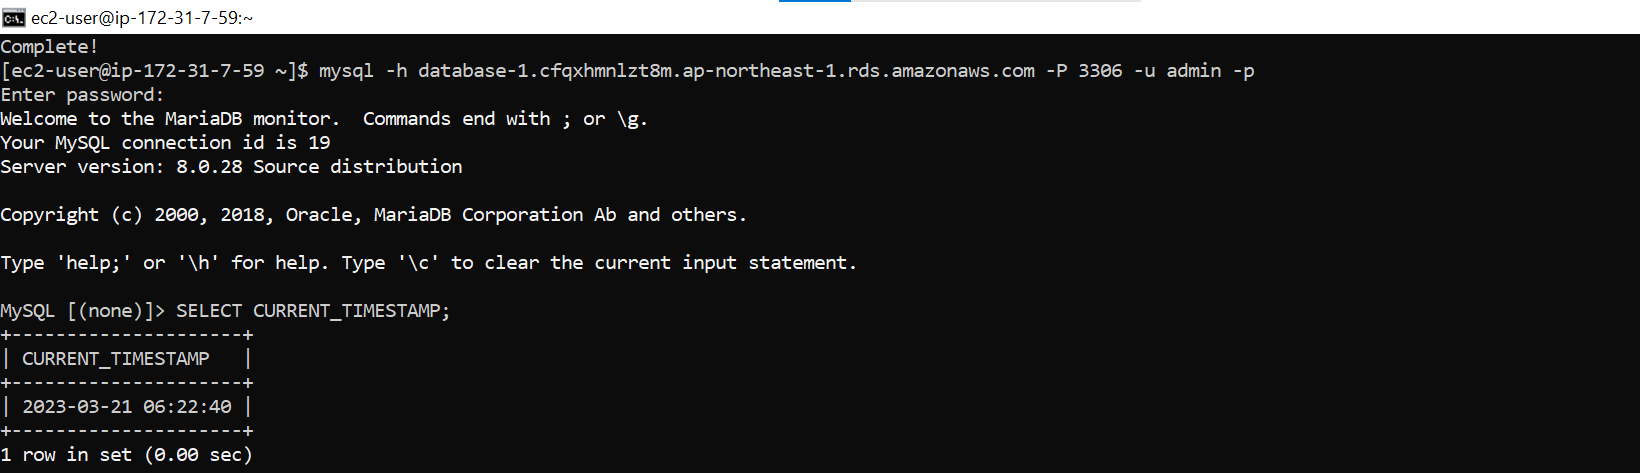 ec2-user@ip-172-31-7-59:~
Complete!
[ec2-user@ip-172-31-7-59 ~]$ mysql -h database-1.cfqxhmnlzt8m.ap-northeast-1.rds.amazonaws.com -P 3306 -u admin -p
Enter password:
Welcome to the MariaDB monitor.  Commands end with ; or \g.
Your MySQL connection id is 19
Server version: 8.0.28 Source distribution
Copyright (c) 2000, 2018, Oracle, MariaDB Corporation Ab and others.
Type 'help;' or '\h' for help. Type '\c' to clear the current input statement.
MySQL [(none)]> SELECT CURRENT_TIMESTAMP;
+---------------------+
| CURRENT_TIMESTAMP   |
+---------------------+
| 2023-03-21 06:22:40 |
+---------------------+
1 row in set (0.00 sec)